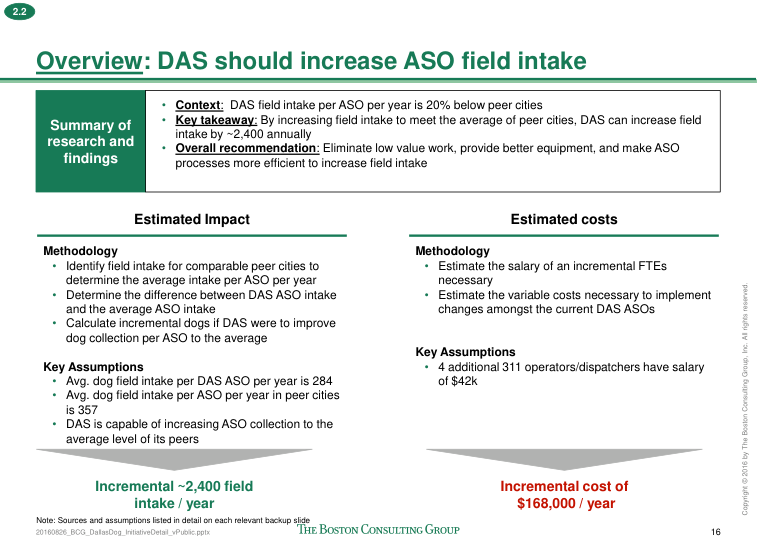 2.2
Overview: DAS should increase ASO field intake
Summary of
research and
findings
• Context:  DAS field intake per ASO per year is 20% below peer cities
• Key takeaway: By increasing field intake to meet the average of peer cities, DAS can increase field
intake by ~2,400 annually
• Overall recommendation: Eliminate low value work, provide better equipment, and make ASO
processes more efficient to increase field intake
Estimated Impact
Methodology
• Identify field intake for comparable peer cities to
determine the average intake per ASO per year
• Determine the difference between DAS ASO intake
and the average ASO intake
• Calculate incremental dogs if DAS were to improve
dog collection per ASO to the average
Key Assumptions
• Avg. dog field intake per DAS ASO per year is 284
• Avg. dog field intake per ASO per year in peer cities
is 357
• DAS is capable of increasing ASO collection to the
average level of its peers
Incremental ~2,400 field
intake / year
Estimated costs
Methodology
• Estimate the salary of an incremental FTEs
necessary
• Estimate the variable costs necessary to implement
changes amongst the current DAS ASOs
Key Assumptions
• 4 additional 311 operators/dispatchers have salary
of $42k
Incremental cost of
$168,000 / year
Note: Sources and assumptions listed in detail on each relevant backup slide
20160826_BCG_DallasDog_InitiativeDetail_vPublic.pptx
THE BOSTON CONSULTING GROUP
16
Copyright © 2016 by The Boston Consulting Group, Inc. All rights reserved.